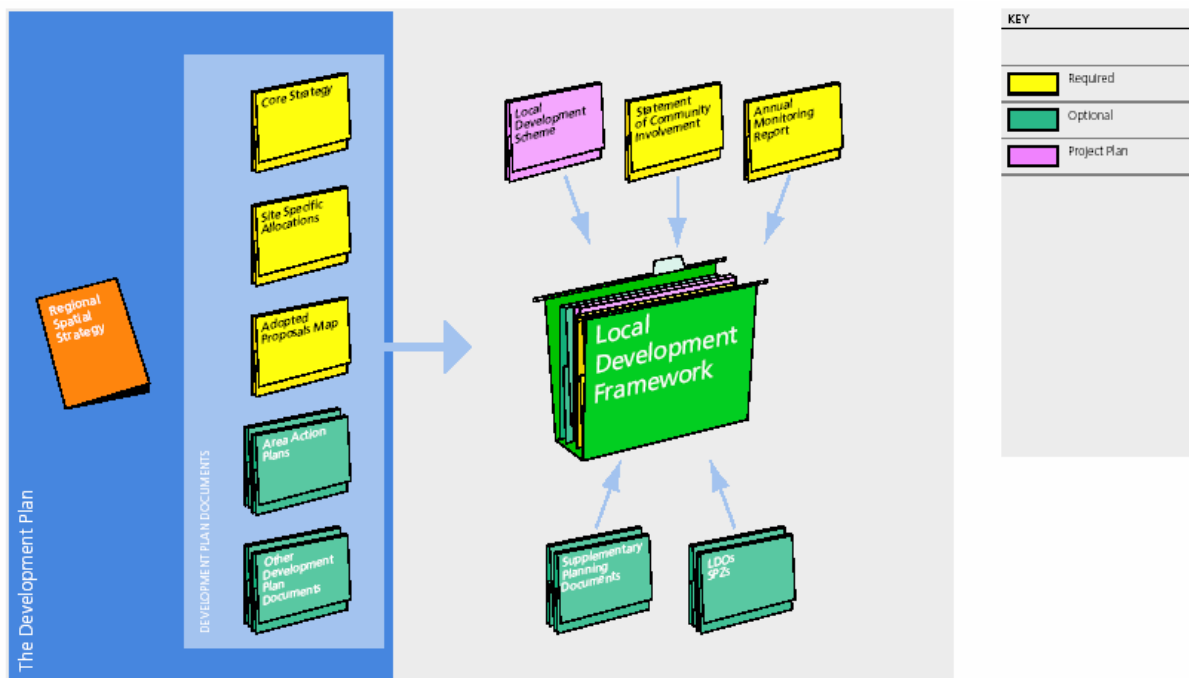 The Development Plan
Regional
Spatial
Strategy
DEVELOPMENT PLAN DOCUMENTS
Core Strategy
Site Specific
Allocations
Adopted
Proposals Map
Area Action
Plans
Other
Development
Plan
Documents
Local
Development
Scheme
Statement
of Community
Involvement
Annual
Monitoring
Report
Local
Development
Framework
Supplementary
Planning
Documents
LDOs
SPZs
KEY
Required
Optional
Project Plan